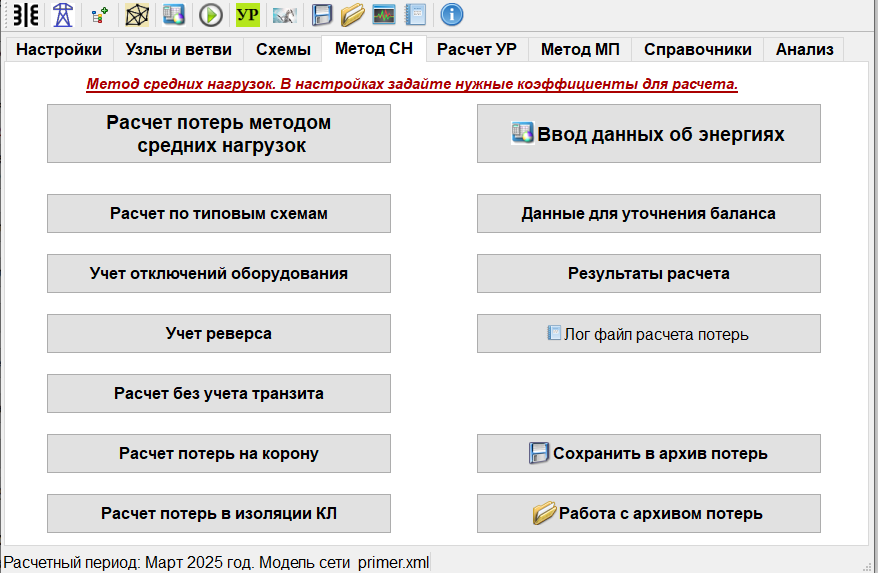 УР
Настройки Узлы и ветви Схемы Метод СН Расчет УР Метод МП Справочники Анализ
Метод средних нагрузок. В настройках задайте нужные коэффициенты для расчета.
Расчет потерь методом
средних нагрузок
Ввод данных об энергиях
Расчет по типовым схемам
Данные для уточнения баланса
Учет отключений оборудования
Результаты расчета
Учет реверса
Лог файл расчета потерь
Расчет без учета транзита
Расчет потерь на корону
Сохранить в архив потерь
Расчет потерь в изоляции КЛ
Работа с архивом потерь
Расчетный период: Март 2025 год. Модель сети primer.xml